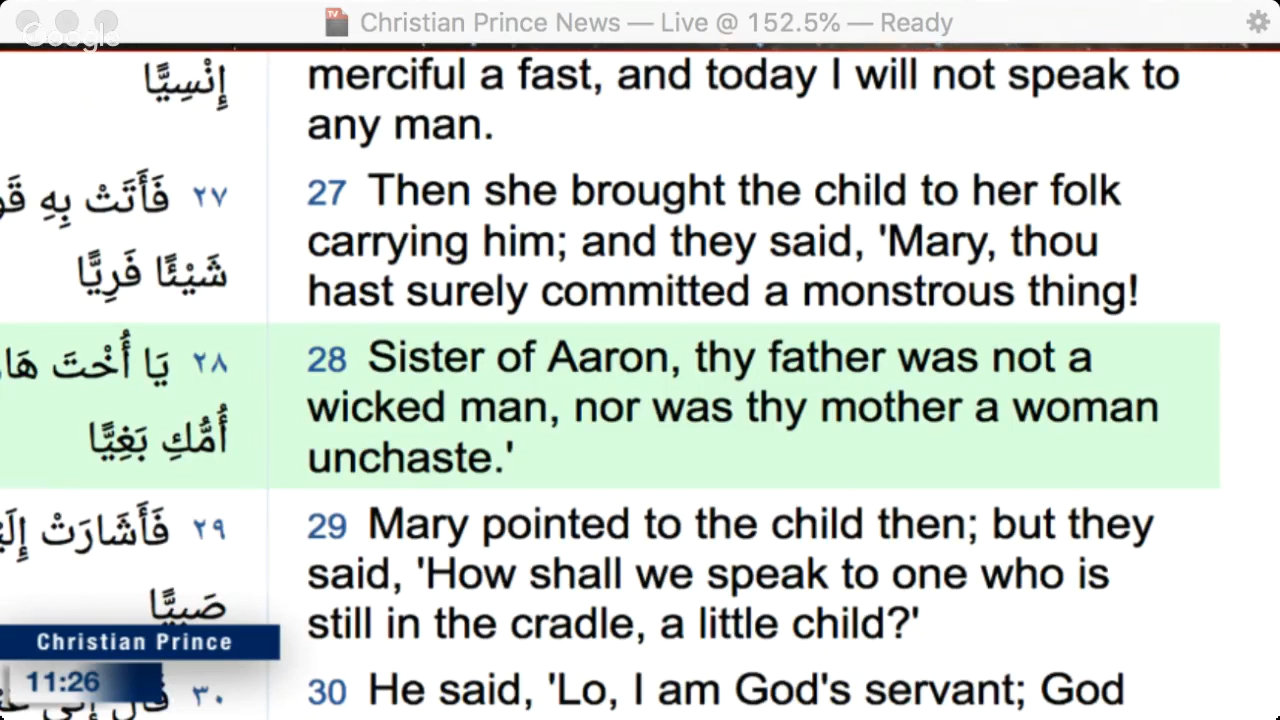 Christian Prince News — Live @ 152.5% — Ready
Google
إِنْسِيًّا
merciful a fast, and today I will not speak to
any man.
٢٧ فَأَتَتْ بِهِ
شَيْئًا فَرِيًّا
27 Then she brought the child to her folk
carrying him; and they said, 'Mary, thou
hast surely committed a monstrous thing!
٢٨ يَا أُخْتَ
أُمُّكِ بَغِيًّا
28 Sister of Aaron, thy father was not a
wicked man, nor was thy mother a woman
unchaste.'
٢٩ فَأَشَارَتْ
صَبِيًّا
29 Mary pointed to the child then; but they
said, 'How shall we speak to one who is
still in the cradle, a little child?'
٣٠
30 He said, 'Lo, I am God's servant; God
Christian Prince
11:26